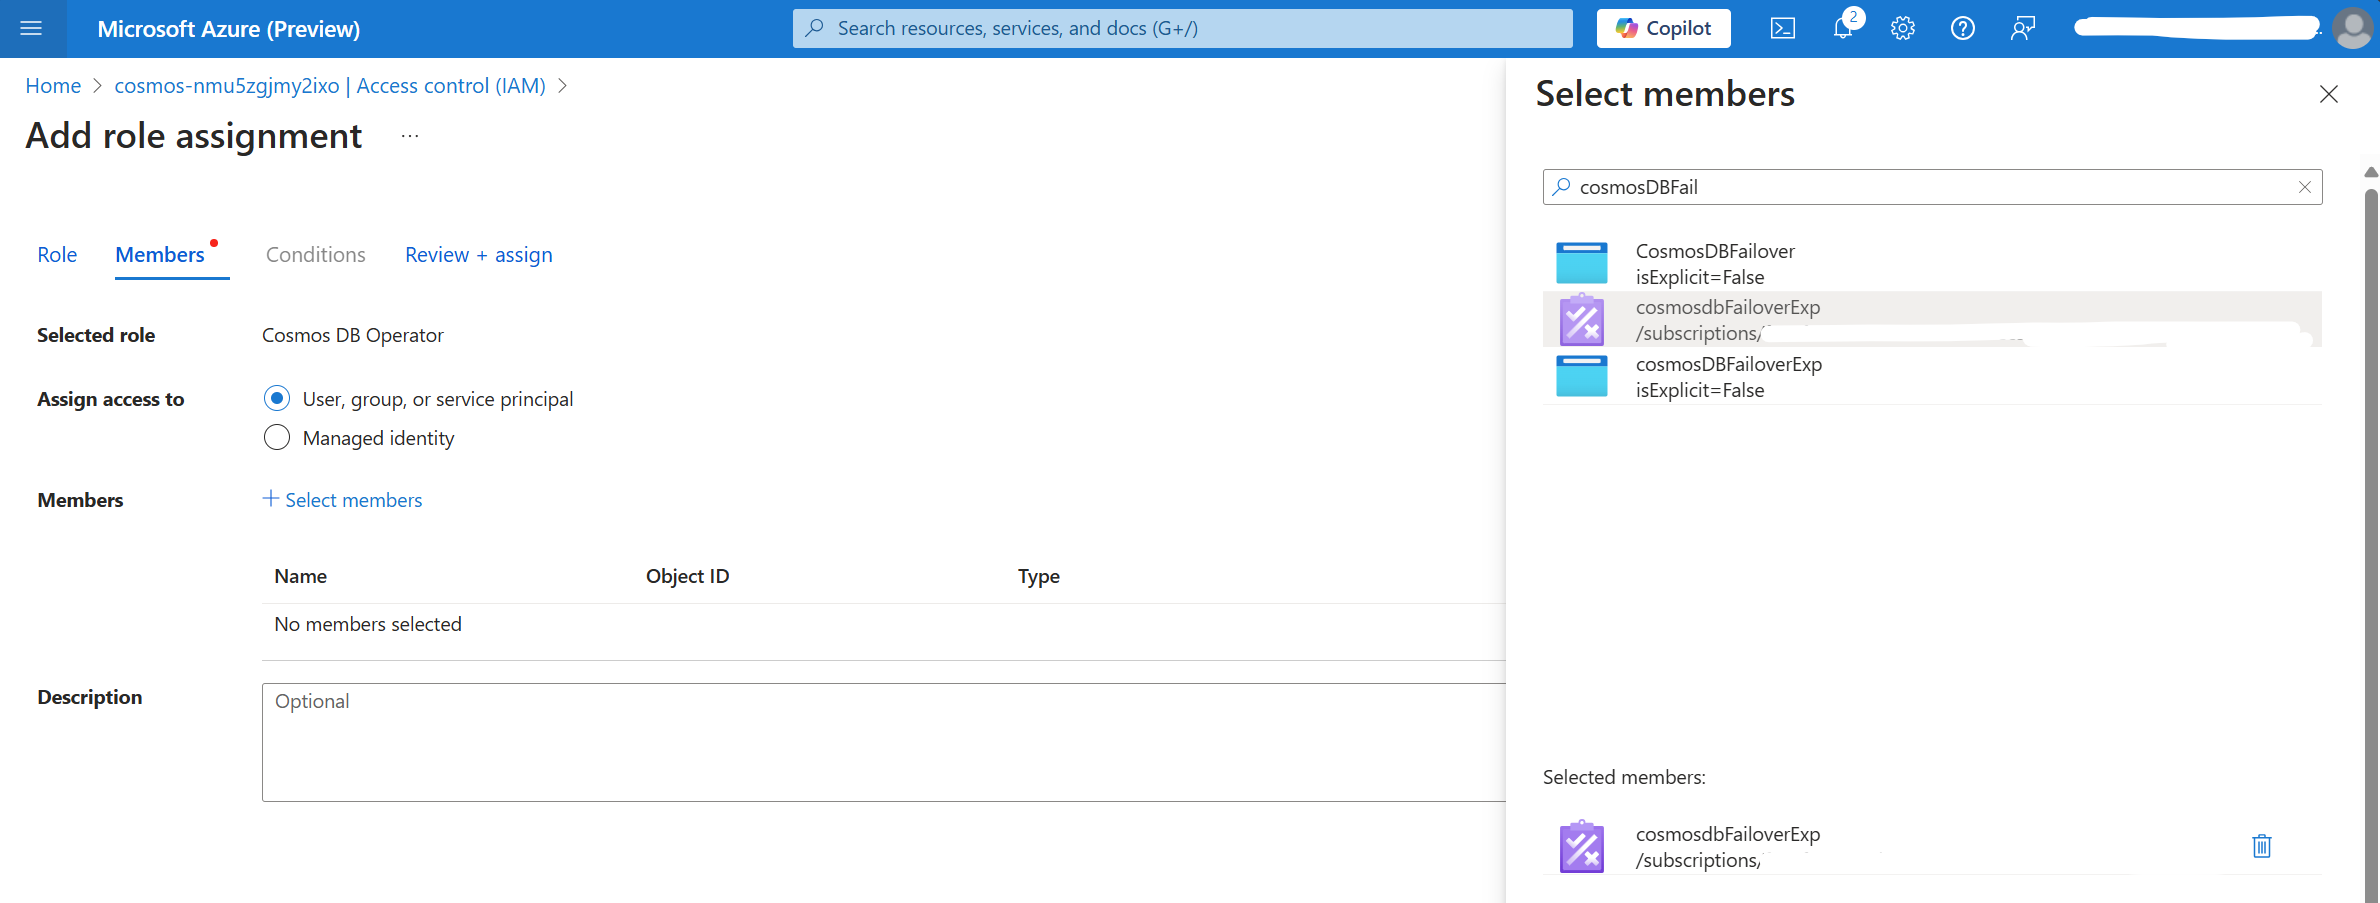 Microsoft Azure (Preview)
Search resources, services, and docs (G+/)
Copilot
2
Home > cosmos-nmu5zgjmy2ixo | Access control (IAM) >
Add role assignment ...
Role
Members
Conditions
Review + assign
Selected role
Cosmos DB Operator
Assign access to
User, group, or service principal
Managed identity
Members
+ Select members
Name
Object ID
Type
No members selected
Description
Optional
Select members
cosmosDBFail
CosmosDBFailover
isExplicit=False
cosmosdbFailoverExp
/subscriptions/
cosmosDBFailoverExp
isExplicit=False
Selected members:
cosmosdbFailoverExp
/subscriptions/